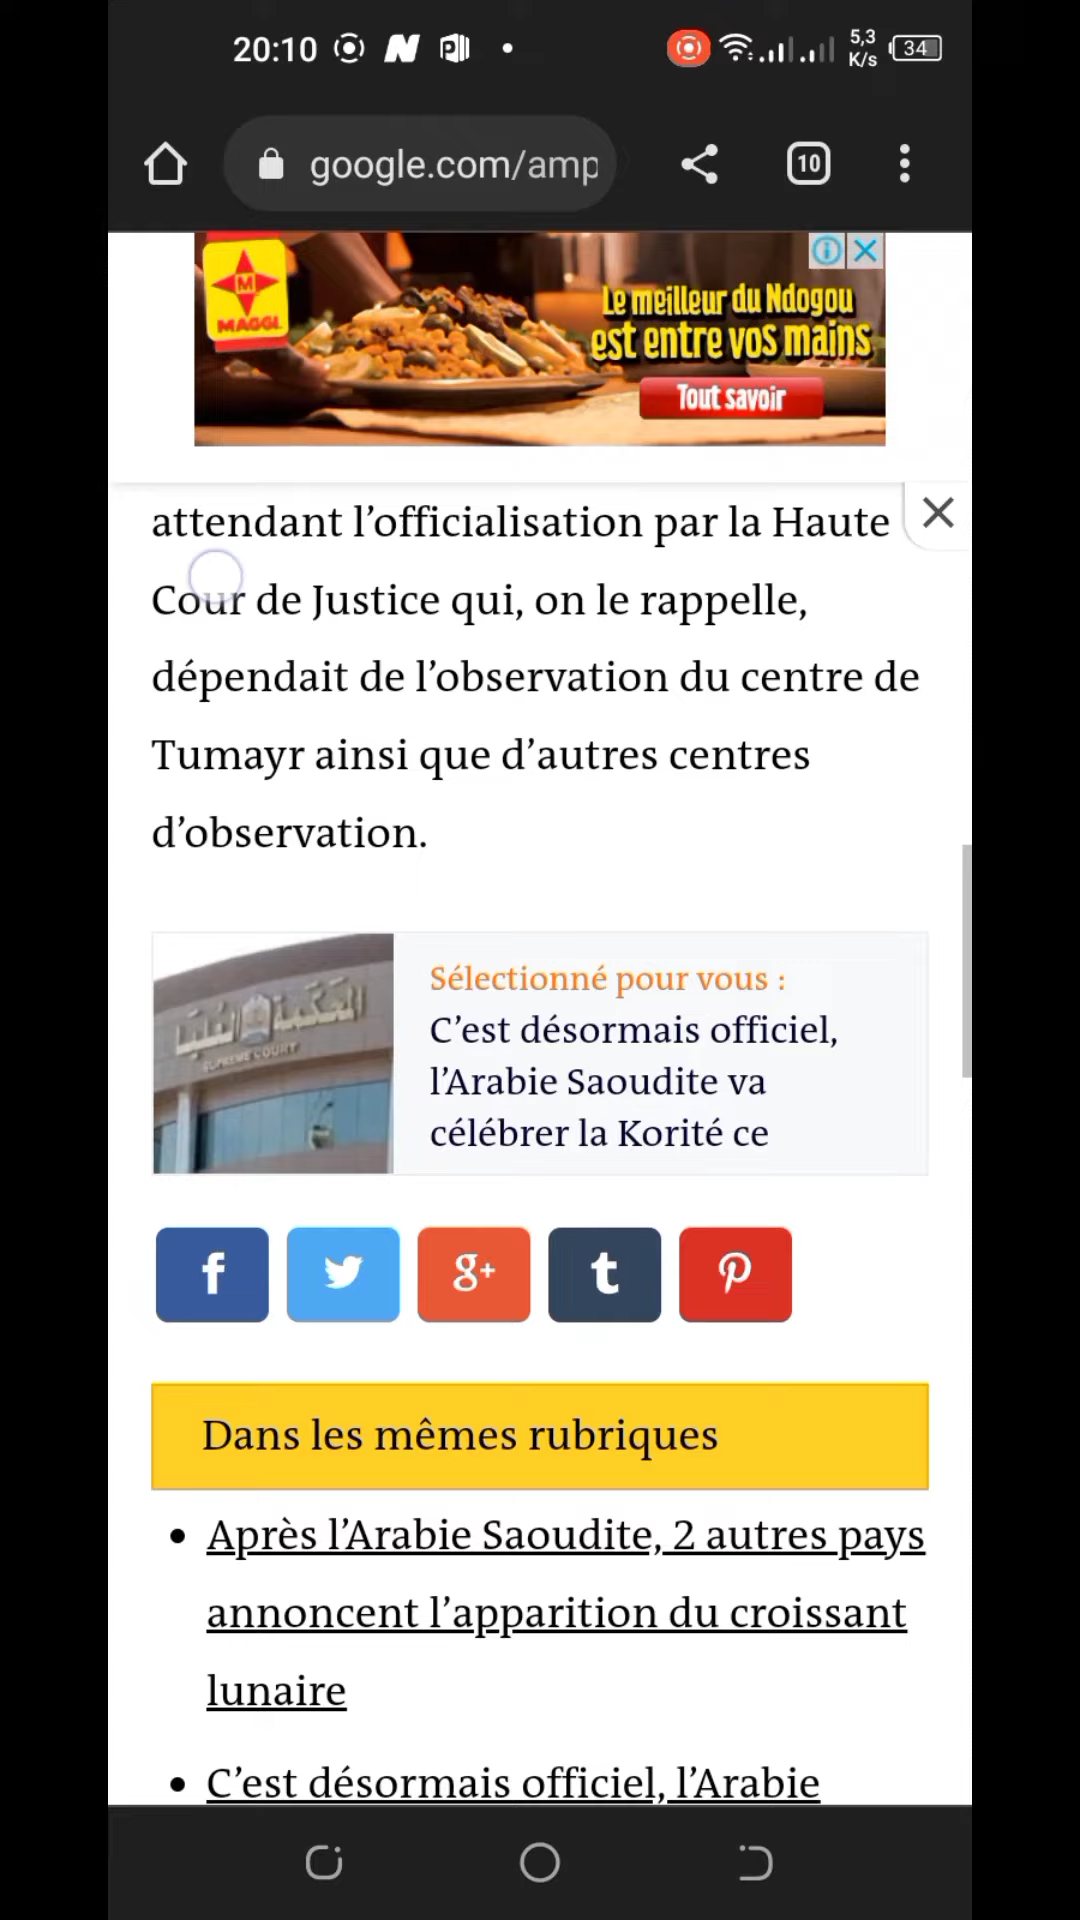 20:10
5,3
K/s
34
google.com/amp
10
MAGGI
Le meilleur du Ndogou
est entre vos mains
Tout savoir
attendant l’officialisation par la Haute
Cour de Justice qui, on le rappelle,
dépendait de l’observation du centre de
Tumayr ainsi que d’autres centres
d’observation.
المحكمة العليا
SUPREME COURT
Sélectionné pour vous :
C’est désormais officiel,
l’Arabie Saoudite va
célébrer la Korité ce
f
g+
t
Dans les mêmes rubriques
• Après l’Arabie Saoudite, 2 autres pays
annoncent l’apparition du croissant
lunaire
• C’est désormais officiel, l’Arabie